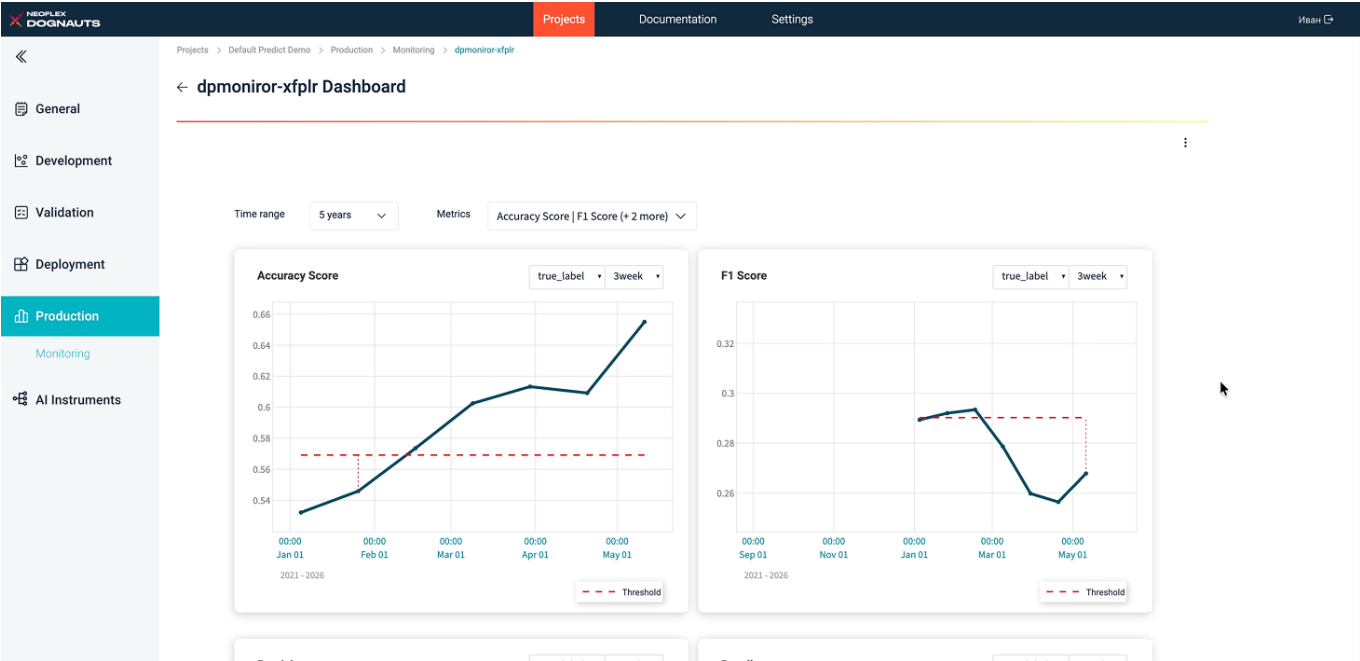 NEOFLEX
DOGNAUTS
Projects
Documentation
Settings
Иван
Projects > Default Predict Demo > Production > Monitoring > dpmoniror-xfplr
← dpmoniror-xfplr Dashboard
General
Development
Validation
Deployment
Production
Monitoring
AI Instruments
Time range
5 years
Metrics
Accuracy Score | F1 Score (+ 2 more)
Accuracy Score
true_label
3week
0.66
0.64
0.62
0.6
0.58
0.56
0.54
00:00 00:00 00:00 00:00 00:00
Jan 01 Feb 01 Mar 01 Apr 01 May 01
2021 - 2026
Threshold
F1 Score
true_label
3week
0.32
0.3
0.28
0.26
00:00 00:00 00:00 00:00 00:00
Sep 01 Nov 01 Jan 01 Mar 01 May 01
2021 - 2026
Threshold